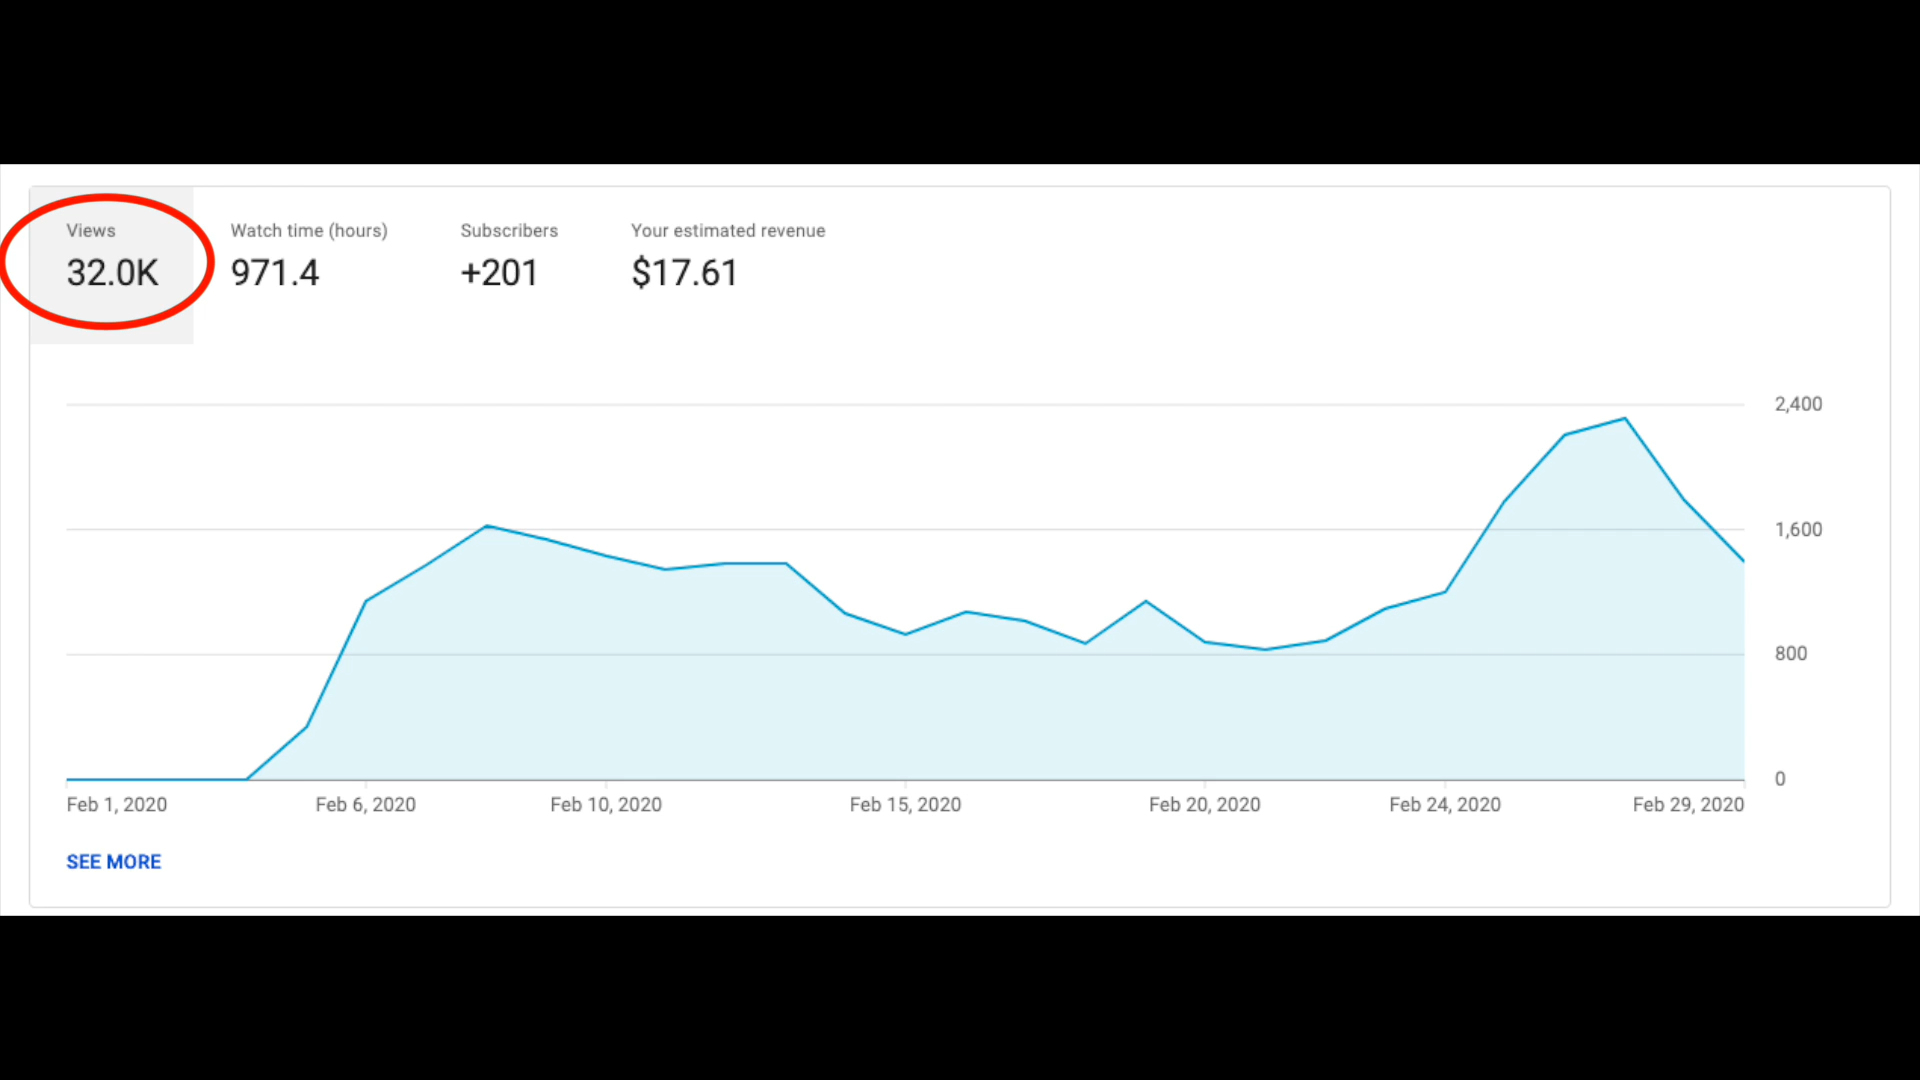 Views Watch time (hours) Subscribers Your estimated revenue
32.0K 971.4 +201 $17.61
2,400
1,600
800
0
Feb 1, 2020 Feb 6, 2020 Feb 10, 2020 Feb 15, 2020 Feb 20, 2020 Feb 24, 2020 Feb 29, 2020
SEE MORE